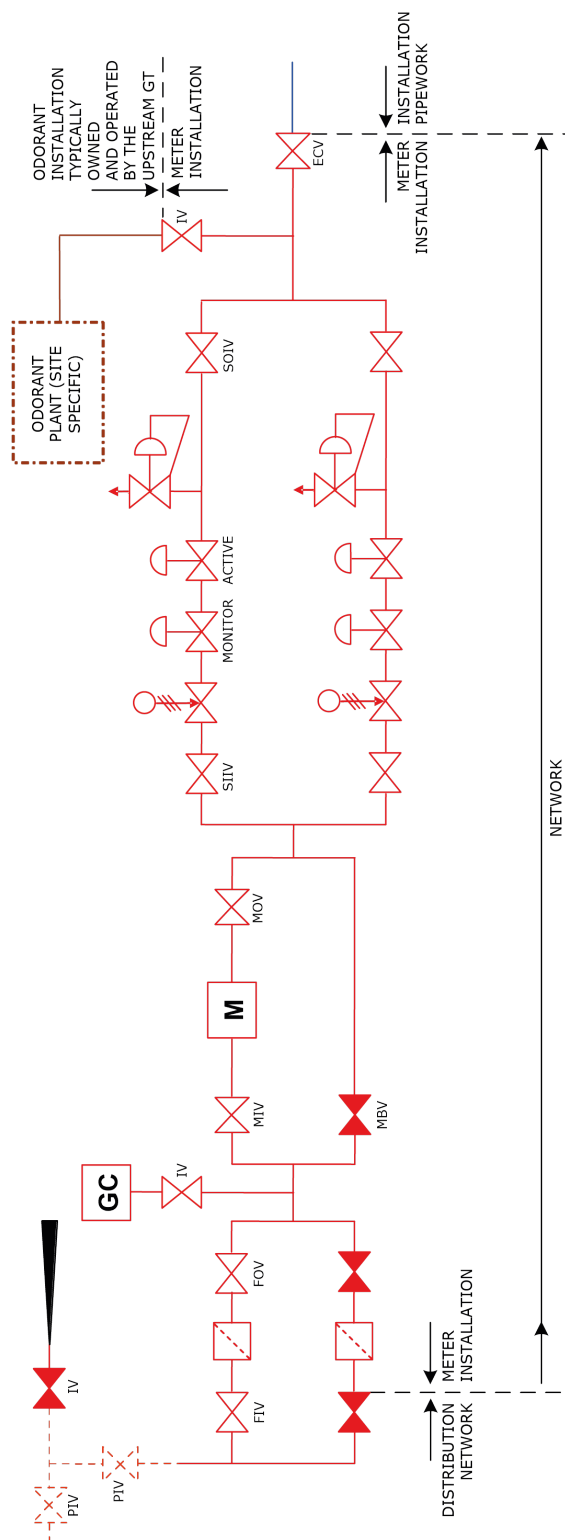 ODORANT
INSTALLATION
TYPICALLY
OWNED
AND OPERATED
BY THE
UPSTREAM GT
METER
INSTALLATION
ODORANT
PLANT (SITE
SPECIFIC)
IV
ECV
METER
INSTALLATION
INSTALLATION
PIPEWORK
SOIV
ACTIVE
MONITOR
SIIV
MOV
M
MIV
MBV
GC
IV
FOV
FIV
IV
PIV
PIV
DISTRIBUTION
NETWORK
METER
INSTALLATION
NETWORK